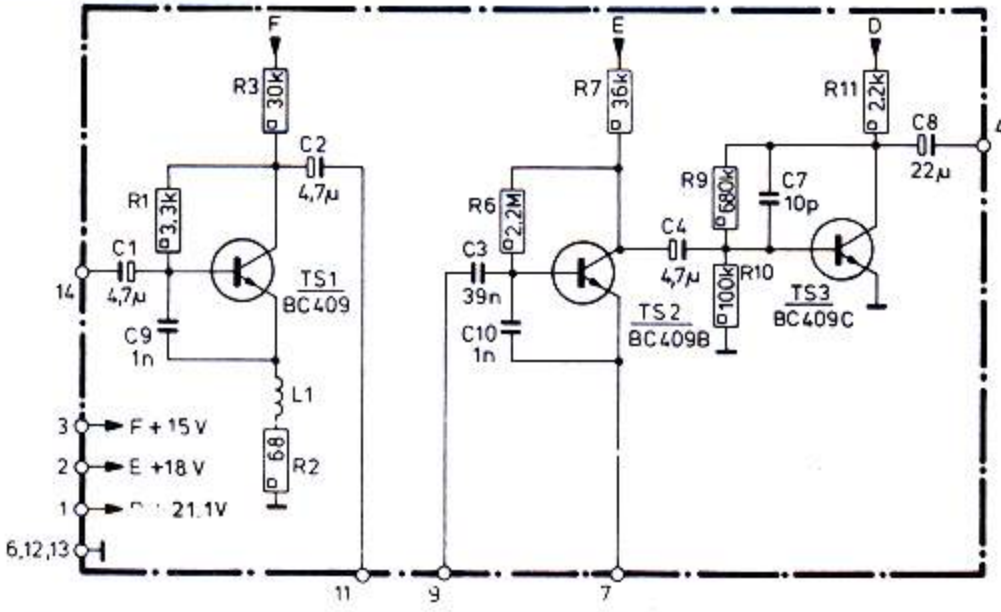 F
E
D
R3
30k
R7
36k
R11
2.2k
C2
4,7µ
C8
22µ
4
R1
3,3k
R6
2,2M
R9
680k
C7
10p
C1
4,7µ
C3
39n
C4
4,7µ
R10
100k
14
TS1
BC409
TS2
BC409B
TS3
BC409C
C9
1n
C10
1n
L1
3 F + 15 V
68
R2
2 E +18 V
1 21.1V
6,12,13
11
9
7